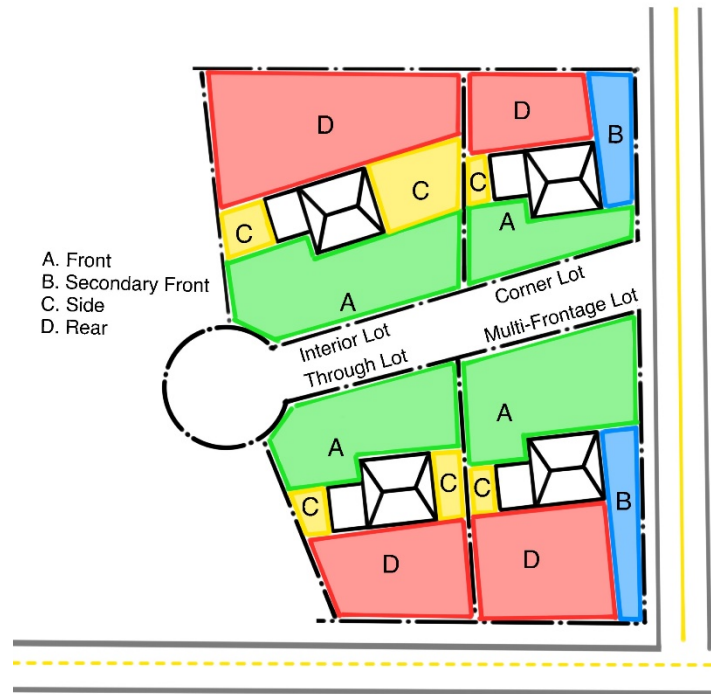 D
D
B
C
C
C
A
A. Front
B. Secondary Front
C. Side
D. Rear
A
Corner Lot
Interior Lot
Multi-Frontage Lot
Through Lot
A
A
C
C
C
B
D
D